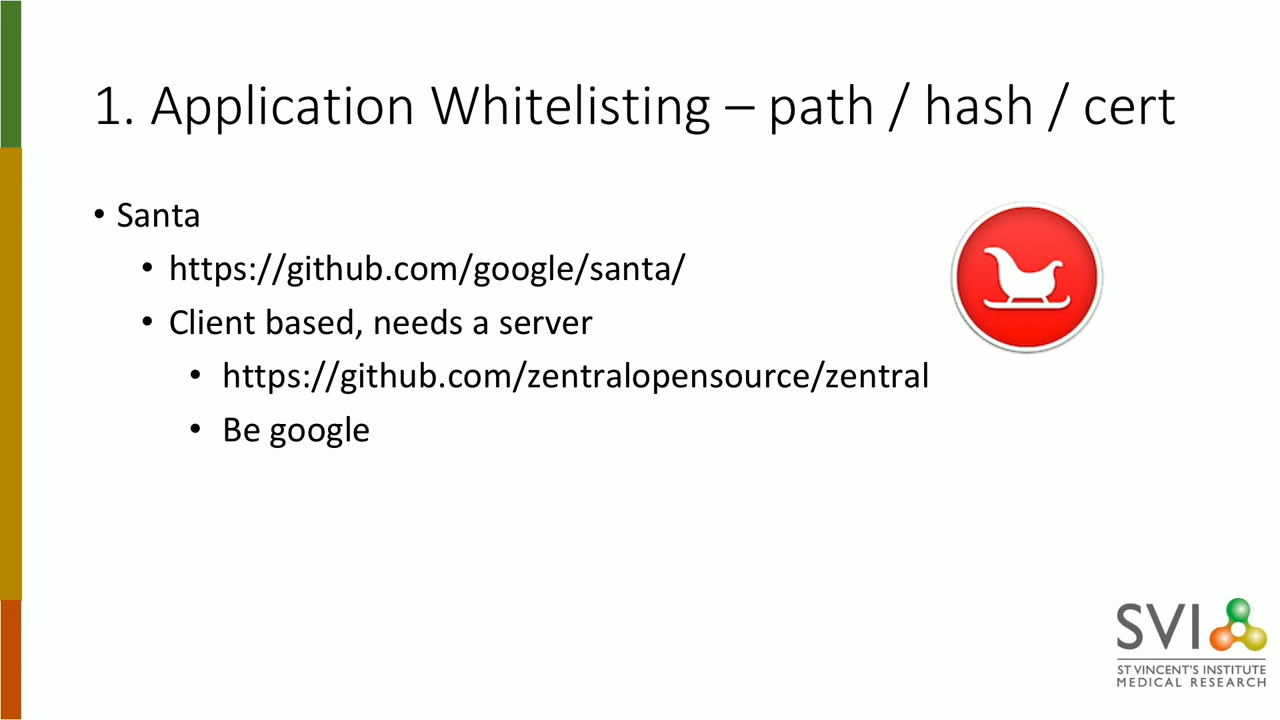 1. Application Whitelisting – path / hash / cert
• Santa
• https://github.com/google/santa/
• Client based, needs a server
• https://github.com/zentralopensource/zentral
• Be google
SVI
ST VINCENT'S INSTITUTE
MEDICAL RESEARCH